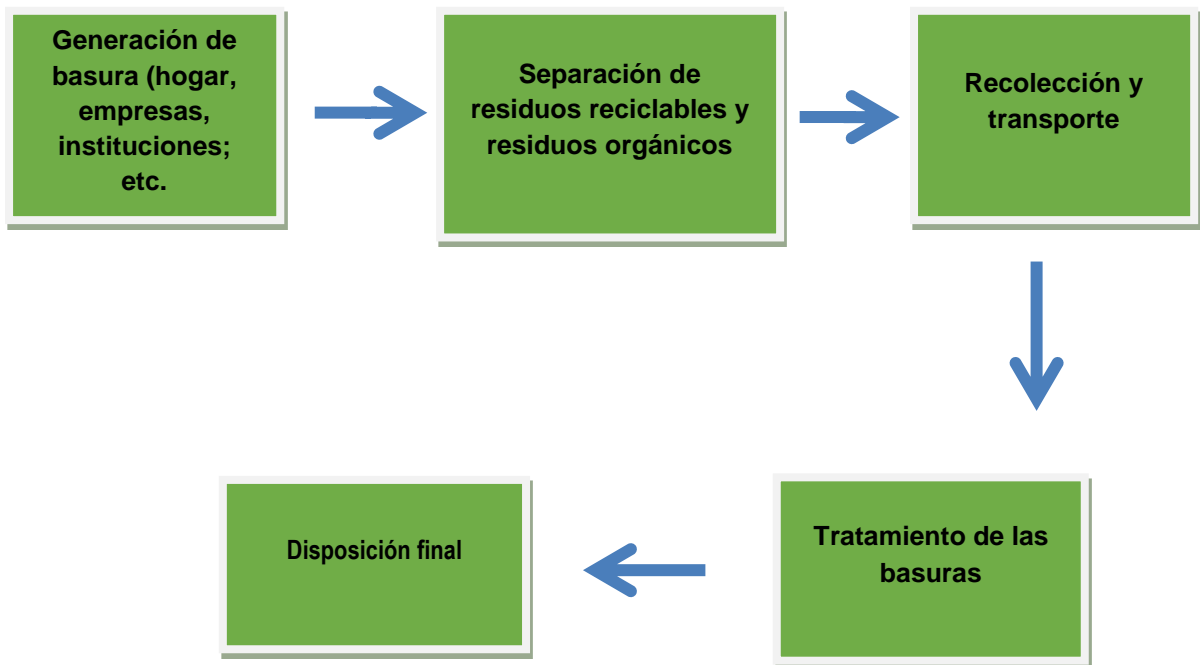 Generación de
basura (hogar,
empresas,
instituciones;
etc.
Separación de
residuos reciclables y
residuos orgánicos
Recolección y
transporte
Tratamiento de las
basuras
Disposición final